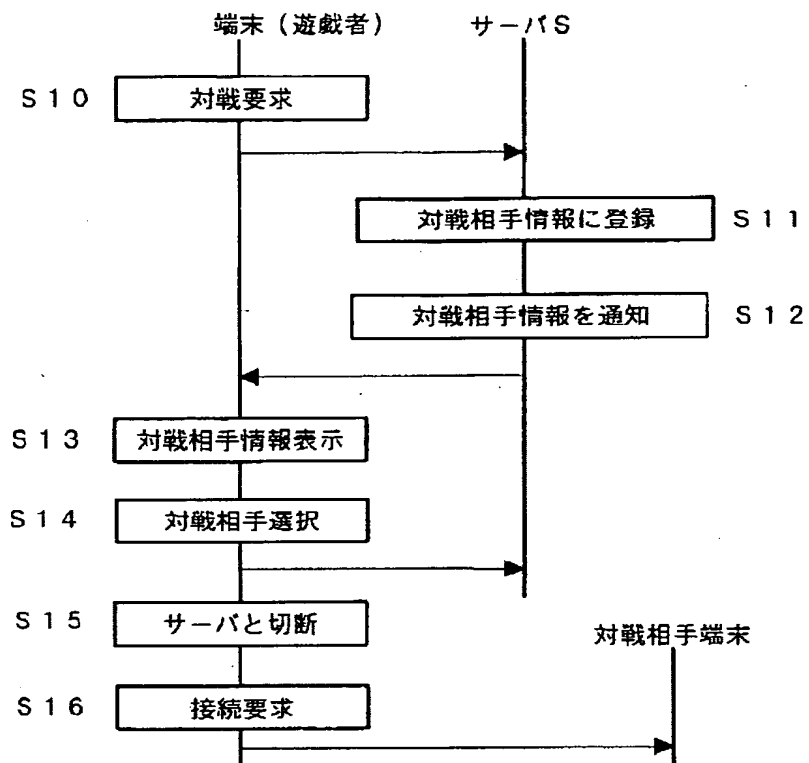 端末（遊戯者）
サーバS
S10
対戦要求
対戦相手情報に登録
S11
対戦相手情報を通知
S12
S13
対戦相手情報表示
S14
対戦相手選択
S15
サーバと切断
対戦相手端末
S16
接続要求